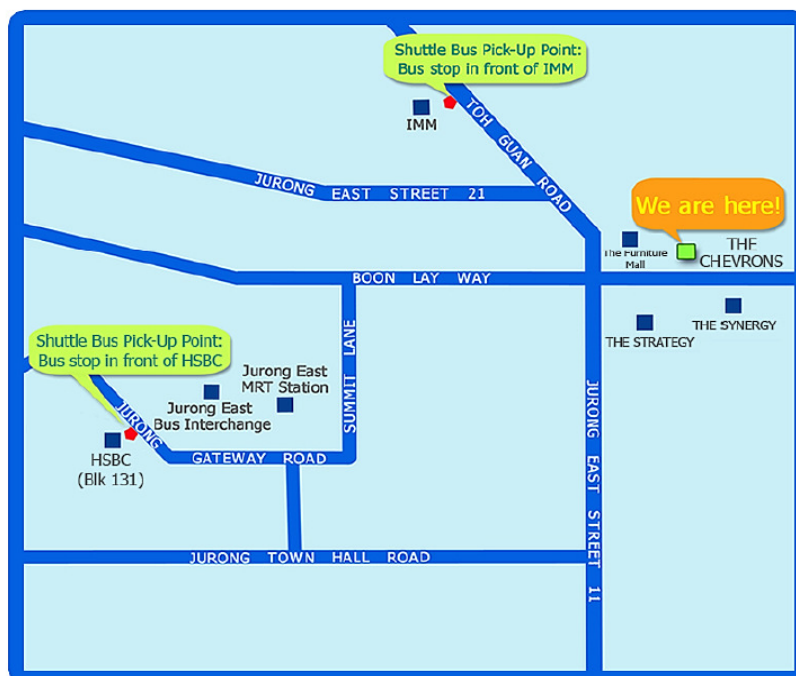 Shuttle Bus Pick-Up Point:
Bus stop in front of IMM
IMM
TOH GUAN ROAD
JURONG EAST STREET 21
We are here!
The Furniture
Mall
THE
CHEVRONS
BOON LAY WAY
THE SYNERGY
THE STRATEGY
Shuttle Bus Pick-Up Point:
Bus stop in front of HSBC
SUMMIT LANE
Jurong East
MRT Station
Jurong East
Bus Interchange
JURONG
GATEWAY ROAD
HSBC
(Blk 131)
JURONG EAST STREET 11
JURONG TOWN HALL ROAD